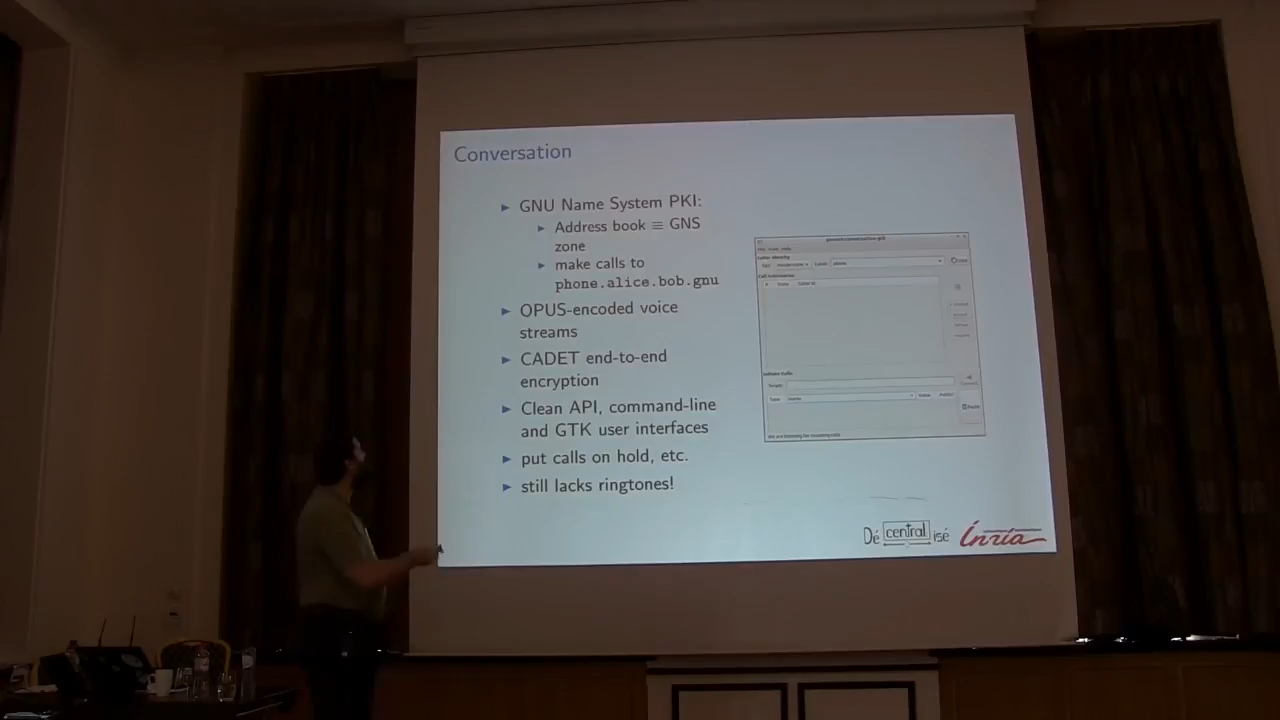 Conversation
► GNU Name System PKI:
► Address book ≡ GNS
zone
► make calls to
phone.alice.bob.gnu
► OPUS-encoded voice
streams
► CADET end-to-end
encryption
► Clean API, command-line
and GTK user interfaces
► put calls on hold, etc.
► still lacks ringtones!
Dé central isé
Inria